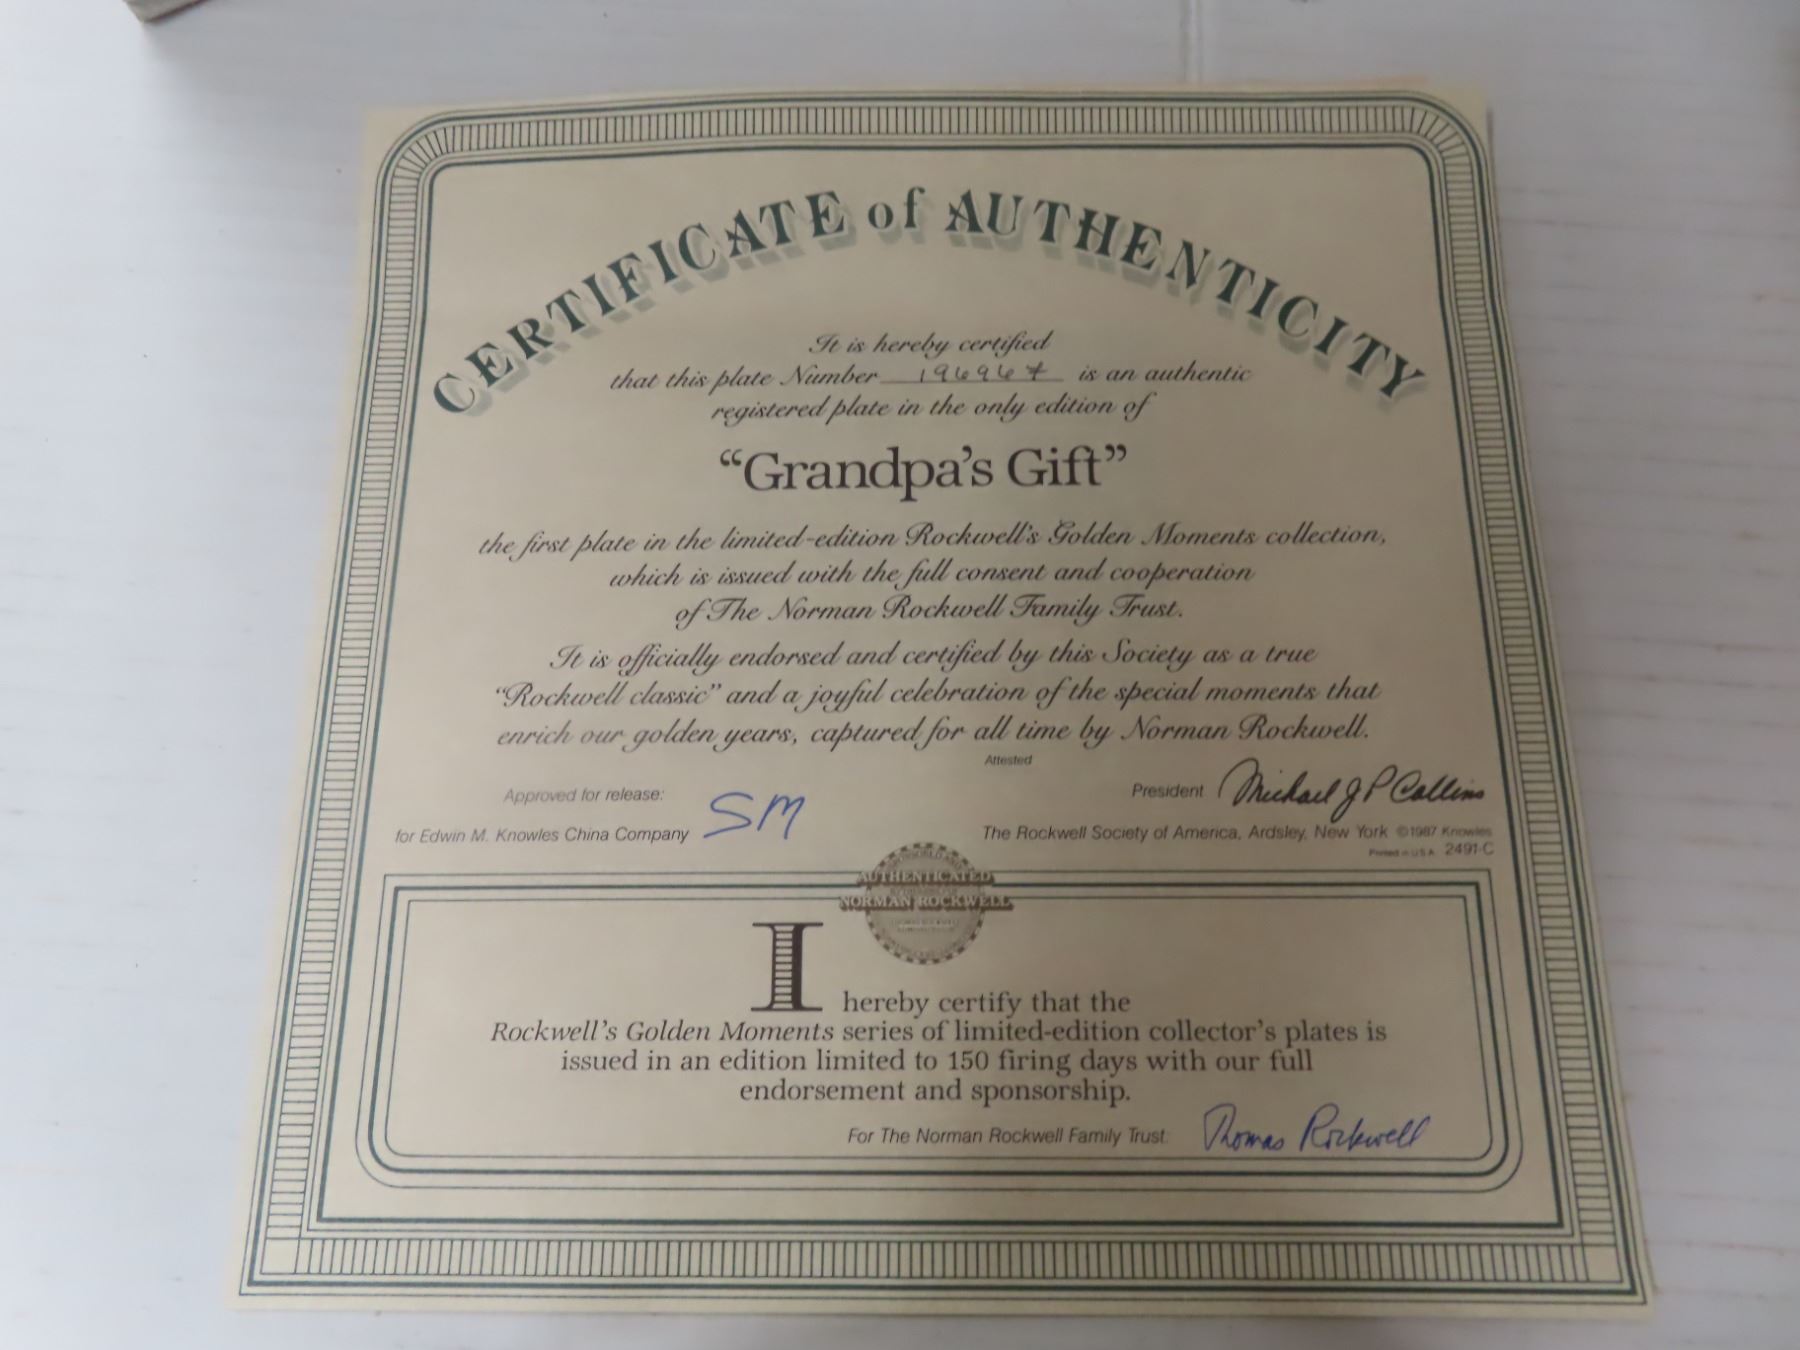 CERTIFICATE of AUTHENTICITY
It is hereby certified
that this plate Number 19696 is an authentic
registered plate in the only edition of
“Grandpa’s Gift”
the first plate in the limited-edition Rockwell’s Golden Moments collection,
which is issued with the full consent and cooperation
of The Norman Rockwell Family Trust.
It is officially endorsed and certified by this Society as a true
“Rockwell classic” and a joyful celebration of the special moments that
enrich our golden years, captured for all time by Norman Rockwell.
Attested
Approved for release: SM
for Edwin M. Knowles China Company
President Michael J P Collins
The Rockwell Society of America, Ardsley, New York ©1987 Knowles
Printed in U.S.A. 2491-C
AUTHENTICATED
NORMAN ROCKWELL
I hereby certify that the
Rockwell’s Golden Moments series of limited-edition collector’s plates is
issued in an edition limited to 150 firing days with our full
endorsement and sponsorship.
For The Norman Rockwell Family Trust: Thomas Rockwell